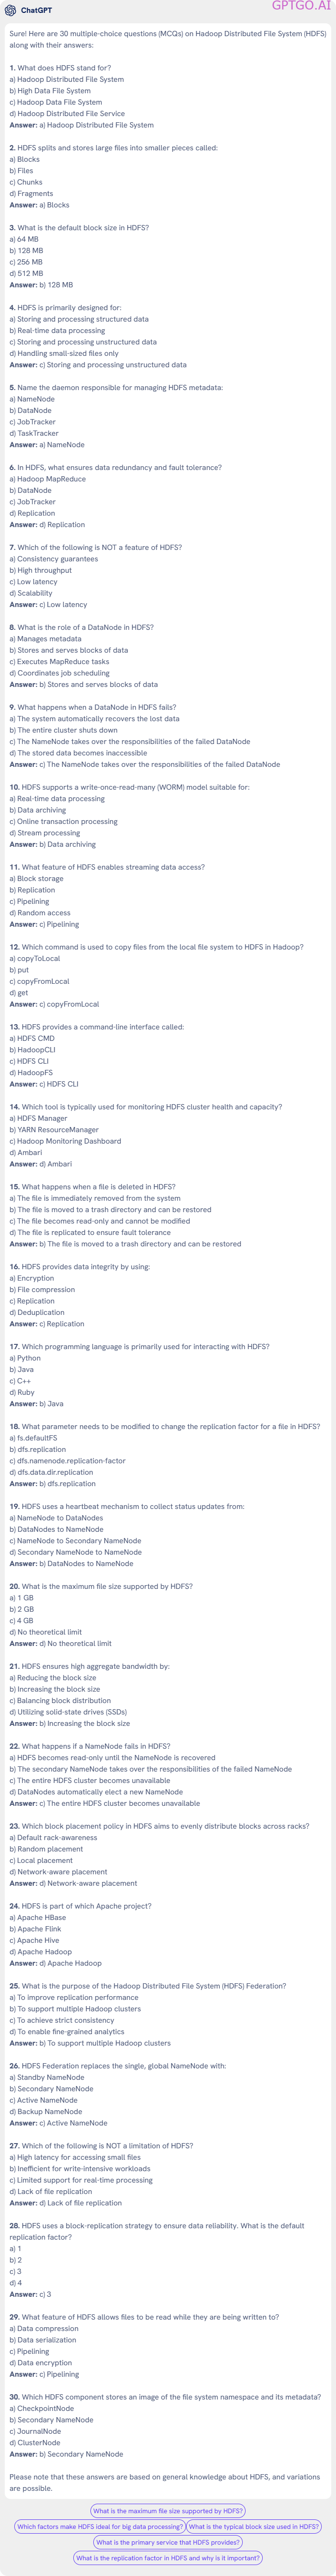 GPTGO.AI
ChatGPT
Sure! Here are 30 multiple-choice questions (MCQs) on Hadoop Distributed File System (HDFS)
along with their answers:
1. What does HDFS stand for?
a) Hadoop Distributed File System
b) High Data File System
c) Hadoop Data File System
d) Hadoop Distributed File Service
Answer: a) Hadoop Distributed File System
2. HDFS splits and stores large files into smaller pieces called:
a) Blocks
b) Files
c) Chunks
d) Fragments
Answer: a) Blocks
3. What is the default block size in HDFS?
a) 64 MB
b) 128 MB
c) 256 MB
d) 512 MB
Answer: b) 128 MB
4. HDFS is primarily designed for:
a) Storing and processing structured data
b) Real-time data processing
c) Storing and processing unstructured data
d) Handling small-sized files only
Answer: c) Storing and processing unstructured data
5. Name the daemon responsible for managing HDFS metadata:
a) NameNode
b) DataNode
c) JobTracker
d) TaskTracker
Answer: a) NameNode
6. In HDFS, what ensures data redundancy and fault tolerance?
a) Hadoop MapReduce
b) DataNode
c) JobTracker
d) Replication
Answer: d) Replication
7. Which of the following is NOT a feature of HDFS?
a) Consistency guarantees
b) High throughput
c) Low latency
d) Scalability
Answer: c) Low latency
8. What is the role of a DataNode in HDFS?
a) Manages metadata
b) Stores and serves blocks of data
c) Executes MapReduce tasks
d) Coordinates job scheduling
Answer: b) Stores and serves blocks of data
9. What happens when a DataNode in HDFS fails?
a) The system automatically recovers the lost data
b) The entire cluster shuts down
c) The NameNode takes over the responsibilities of the failed DataNode
d) The stored data becomes inaccessible
Answer: c) The NameNode takes over the responsibilities of the failed DataNode
10. HDFS supports a write-once-read-many (WORM) model suitable for:
a) Real-time data processing
b) Data archiving
c) Online transaction processing
d) Stream processing
Answer: b) Data archiving
11. What feature of HDFS enables streaming data access?
a) Block storage
b) Replication
c) Pipelining
d) Random access
Answer: c) Pipelining
12. Which command is used to copy files from the local file system to HDFS in Hadoop?
a) copyToLocal
b) put
c) copyFromLocal
d) get
Answer: c) copyFromLocal
13. HDFS provides a command-line interface called:
a) HDFS CMD
b) HadoopCLI
c) HDFS CLI
d) HadoopFS
Answer: c) HDFS CLI
14. Which tool is typically used for monitoring HDFS cluster health and capacity?
a) HDFS Manager
b) YARN ResourceManager
c) Hadoop Monitoring Dashboard
d) Ambari
Answer: d) Ambari
15. What happens when a file is deleted in HDFS?
a) The file is immediately removed from the system
b) The file is moved to a trash directory and can be restored
c) The file becomes read-only and cannot be modified
d) The file is replicated to ensure fault tolerance
Answer: b) The file is moved to a trash directory and can be restored
16. HDFS provides data integrity by using:
a) Encryption
b) File compression
c) Replication
d) Deduplication
Answer: c) Replication
17. Which programming language is primarily used for interacting with HDFS?
a) Python
b) Java
c) C++
d) Ruby
Answer: b) Java
18. What parameter needs to be modified to change the replication factor for a file in HDFS?
a) fs.defaultFS
b) dfs.replication
c) dfs.namenode.replication-factor
d) dfs.data.dir.replication
Answer: b) dfs.replication
19. HDFS uses a heartbeat mechanism to collect status updates from:
a) NameNode to DataNodes
b) DataNodes to NameNode
c) NameNode to Secondary NameNode
d) Secondary NameNode to NameNode
Answer: b) DataNodes to NameNode
20. What is the maximum file size supported by HDFS?
a) 1 GB
b) 2 GB
c) 4 GB
d) No theoretical limit
Answer: d) No theoretical limit
21. HDFS ensures high aggregate bandwidth by:
a) Reducing the block size
b) Increasing the block size
c) Balancing block distribution
d) Utilizing solid-state drives (SSDs)
Answer: b) Increasing the block size
22. What happens if a NameNode fails in HDFS?
a) HDFS becomes read-only until the NameNode is recovered
b) The secondary NameNode takes over the responsibilities of the failed NameNode
c) The entire HDFS cluster becomes unavailable
d) DataNodes automatically elect a new NameNode
Answer: c) The entire HDFS cluster becomes unavailable
23. Which block placement policy in HDFS aims to evenly distribute blocks across racks?
a) Default rack-awareness
b) Random placement
c) Local placement
d) Network-aware placement
Answer: d) Network-aware placement
24. HDFS is part of which Apache project?
a) Apache HBase
b) Apache Flink
c) Apache Hive
d) Apache Hadoop
Answer: d) Apache Hadoop
25. What is the purpose of the Hadoop Distributed File System (HDFS) Federation?
a) To improve replication performance
b) To support multiple Hadoop clusters
c) To achieve strict consistency
d) To enable fine-grained analytics
Answer: b) To support multiple Hadoop clusters
26. HDFS Federation replaces the single, global NameNode with:
a) Standby NameNode
b) Secondary NameNode
c) Active NameNode
d) Backup NameNode
Answer: c) Active NameNode
27. Which of the following is NOT a limitation of HDFS?
a) High latency for accessing small files
b) Inefficient for write-intensive workloads
c) Limited support for real-time processing
d) Lack of file replication
Answer: d) Lack of file replication
28. HDFS uses a block-replication strategy to ensure data reliability. What is the default
replication factor?
a) 1
b) 2
c) 3
d) 4
Answer: c) 3
29. What feature of HDFS allows files to be read while they are being written to?
a) Data compression
b) Data serialization
c) Pipelining
d) Data encryption
Answer: c) Pipelining
30. Which HDFS component stores an image of the file system namespace and its metadata?
a) CheckpointNode
b) Secondary NameNode
c) JournalNode
d) ClusterNode
Answer: b) Secondary NameNode
Please note that these answers are based on general knowledge about HDFS, and variations
are possible.
What is the maximum file size supported by HDFS?
Which factors make HDFS ideal for big data processing? What is the typical block size used in HDFS?
What is the primary service that HDFS provides?
What is the replication factor in HDFS and why is it important?